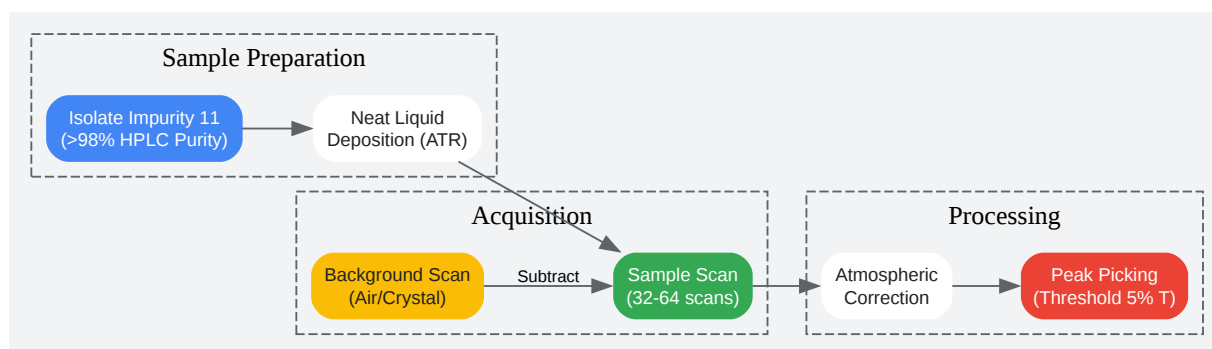 Sample Preparation
Isolate Impurity 11
(>98% HPLC Purity)
Neat Liquid
Deposition (ATR)
Acquisition
Background Scan
(Air/Crystal)
Subtract
Sample Scan
(32-64 scans)
Processing
Atmospheric
Correction
Peak Picking
(Threshold 5% T)